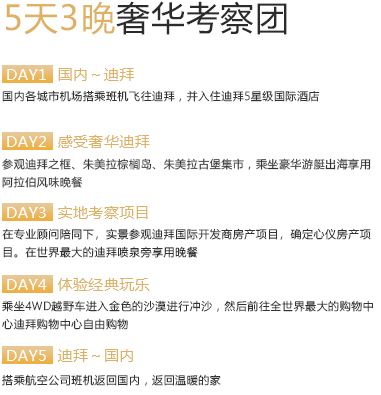 5天3晚奢华考察团
DAY1 国内～迪拜
国内各城市机场搭乘班机飞往迪拜，并入住迪拜5星级国际酒店
DAY2 感受奢华迪拜
参观迪拜之框、朱美拉棕榈岛、朱美拉古堡集市，乘坐豪华游艇出海享用
阿拉伯风味晚餐
DAY3 实地考察项目
在专业顾问陪同下，实景参观迪拜国际开发商房产项目，确定心仪房产项
目。在世界最大的迪拜喷泉旁享用晚餐
DAY4 体验经典玩乐
乘坐4WD越野车进入金色的沙漠进行冲沙，然后前往全世界最大的购物中
心迪拜购物中心自由购物
DAY5 迪拜～国内
搭乘航空公司班机返回国内，返回温暖的家